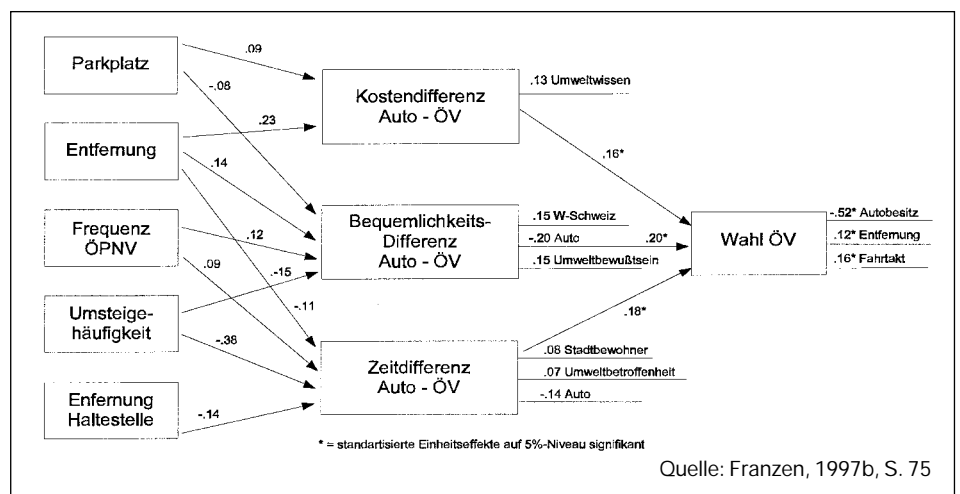 Parkplatz
Entfernung
Frequenz
ÖPNV
Umsteige-
häufigkeit
Enfernung
Haltestelle
.09
-.08
.23
.14
.12
.09
-.15
-.11
-.38
-.14
Kostendifferenz
Auto - ÖV
.13 Umweltwissen
.16*
Bequemlichkeits-
Differenz
Auto - ÖV
.15 W-Schweiz
-.20 Auto
.20*
.15 Umweltbewußtsein
Zeitdifferenz
Auto - ÖV
.18*
.08 Stadtbewohner
.07 Umweltbetroffenheit
-.14 Auto
Wahl ÖV
-.52* Autobesitz
.12* Entfernung
.16* Fahrtakt
* = standartisierte Einheitseffekte auf 5%-Niveau signifikant
Quelle: Franzen, 1997b, S. 75